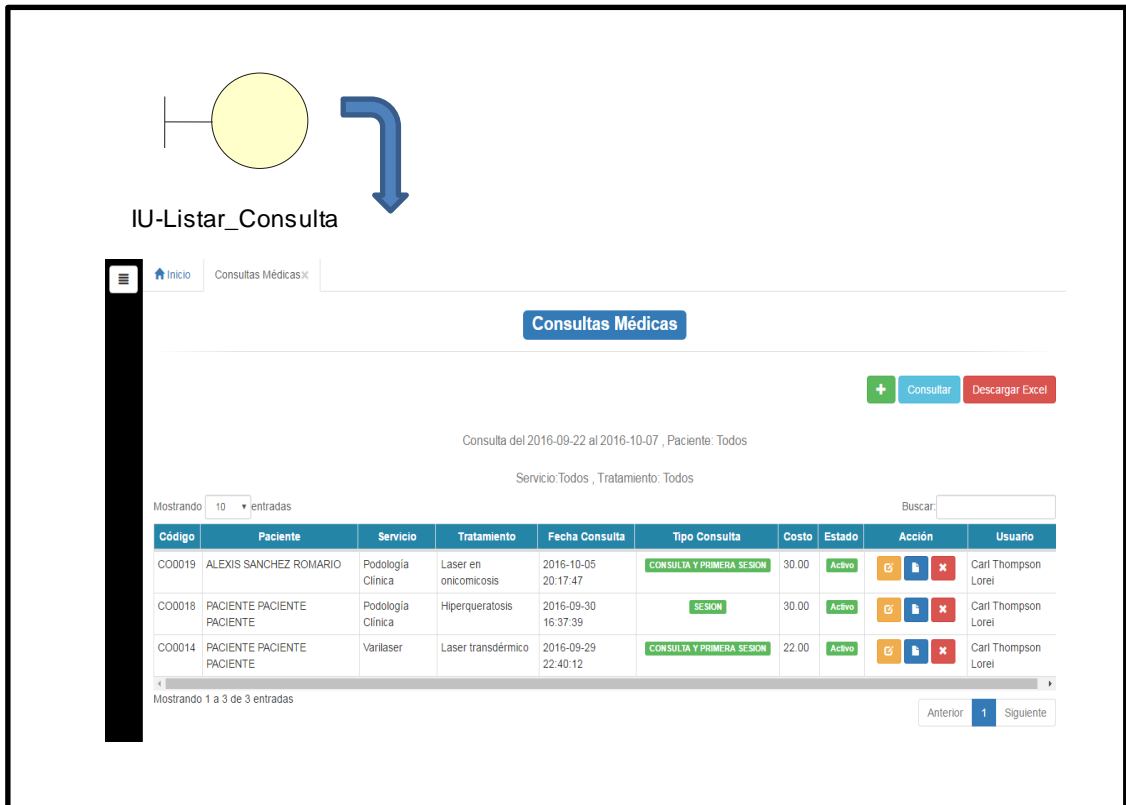 IU-Listar_Consulta
Inicio Consultas Médicas×
Consultas Médicas
+ Consultar Descargar Excel
Consulta del 2016-09-22 al 2016-10-07 , Paciente: Todos
Servicio:Todos , Tratamiento: Todos
Mostrando 10 entradas Buscar:
Código Paciente Servicio Tratamiento Fecha Consulta Tipo Consulta Costo Estado Acción Usuario
CO0019 ALEXIS SANCHEZ ROMARIO Podología Laser en 2016-10-05 CONSULTA Y PRIMERA SESION 30.00 Activo Carl Thompson
Clínica onicomicosis 20:17:47 Lorei
CO0018 PACIENTE PACIENTE Podología Hiperqueratosis 2016-09-30 SESION 30.00 Activo Carl Thompson
PACIENTE Clínica 16:37:39 Lorei
CO0014 PACIENTE PACIENTE Varilaser Laser transdérmico 2016-09-29 CONSULTA Y PRIMERA SESION 22.00 Activo Carl Thompson
PACIENTE 22:40:12 Lorei
Mostrando 1 a 3 de 3 entradas
Anterior 1 Siguiente